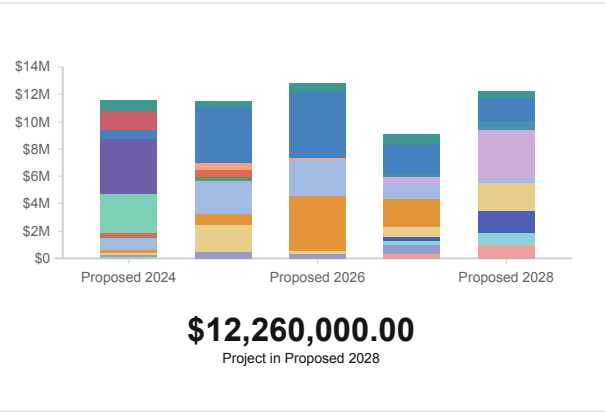 $14M
$12M
$10M
$8M
$6M
$4M
$2M
$0
Proposed 2024 Proposed 2026 Proposed 2028
$12,260,000.00
Project in Proposed 2028